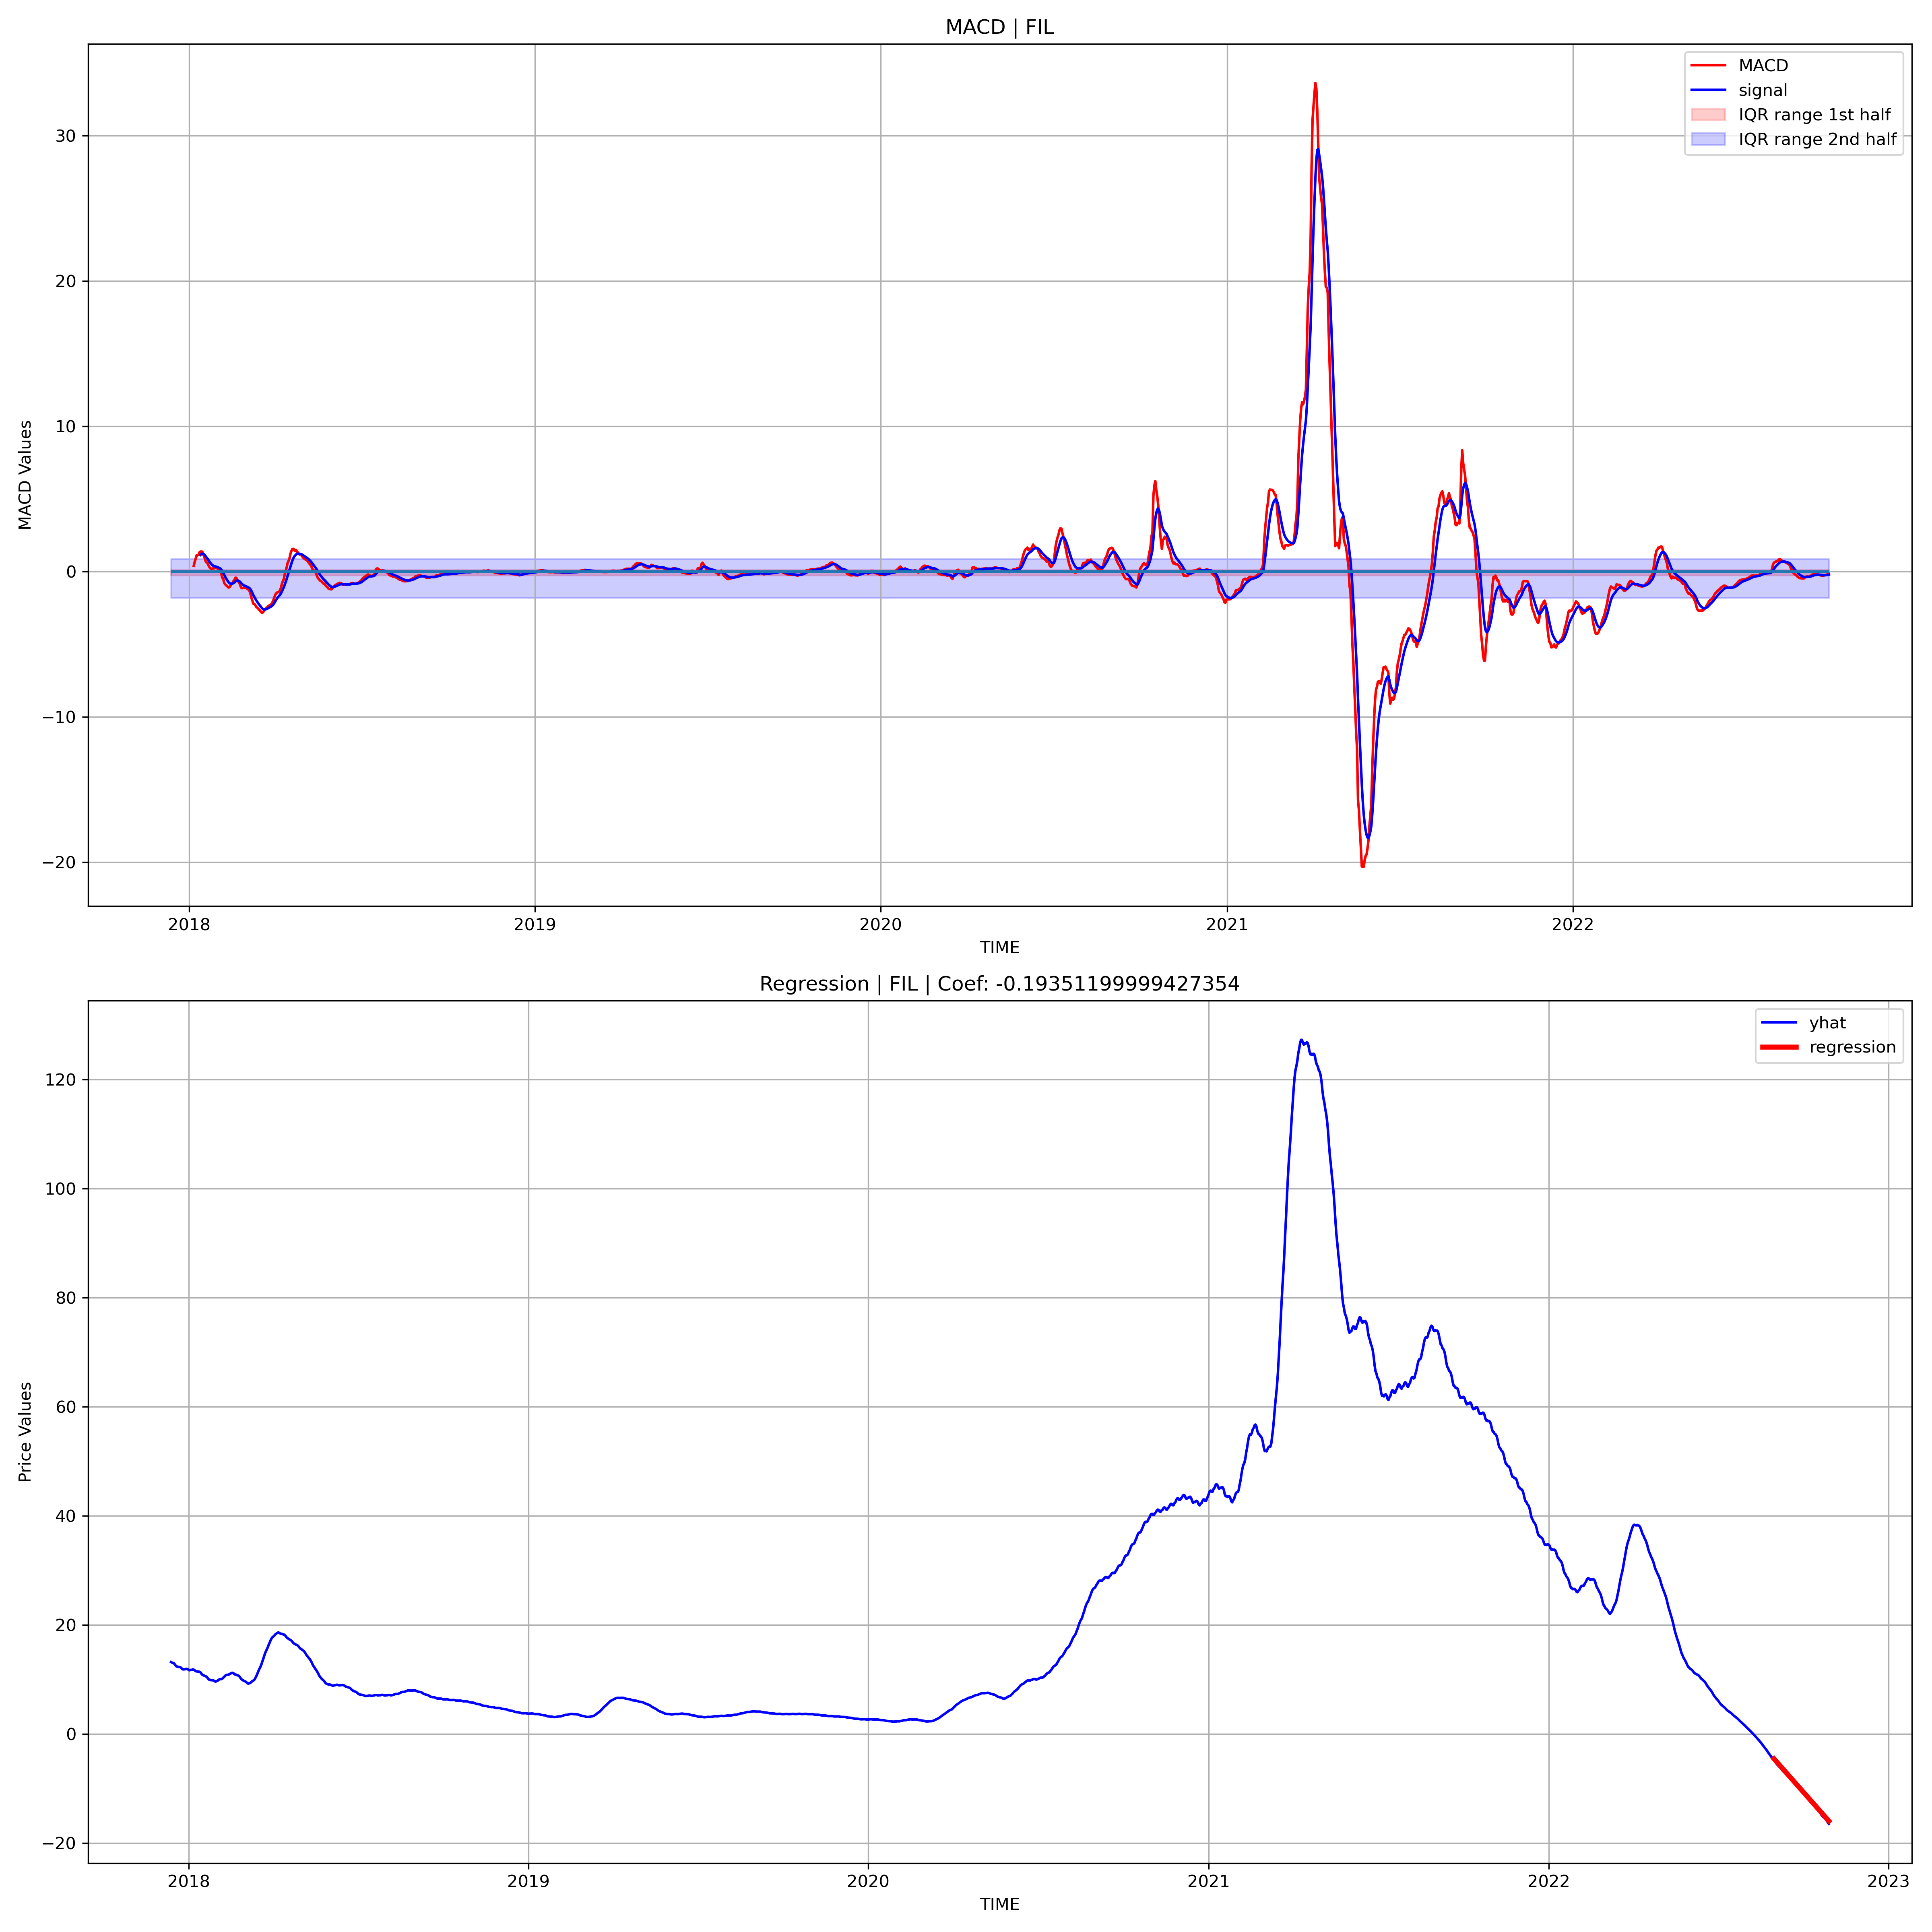 MACD | FIL
MACD
signal
IQR range 1st half
IQR range 2nd half
30
20
10
0
−10
−20
MACD Values
2018 2019 2020 2021 2022
TIME
Regression | FIL | Coef: -0.19351199999427354
yhat
regression
120
100
80
60
40
20
0
−20
Price Values
2018 2019 2020 2021 2022 2023
TIME